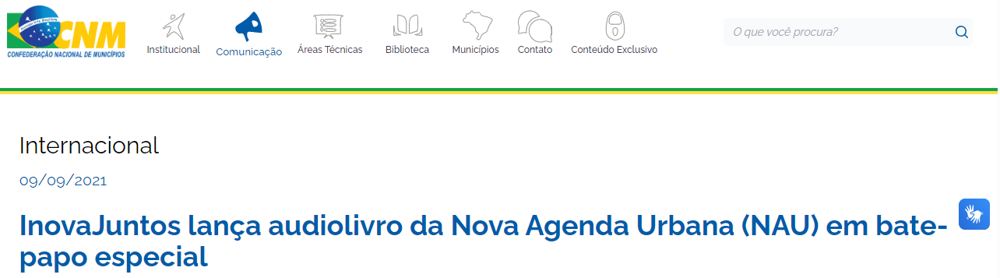 CNM
CONFEDERAÇÃO NACIONAL DE MUNICÍPIOS
Institucional
Comunicação
Áreas Técnicas
Biblioteca
Municípios
Contato
Conteúdo Exclusivo
O que você procura?
Internacional
09/09/2021
InovaJuntos lança audiolivro da Nova Agenda Urbana (NAU) em bate-
papo especial